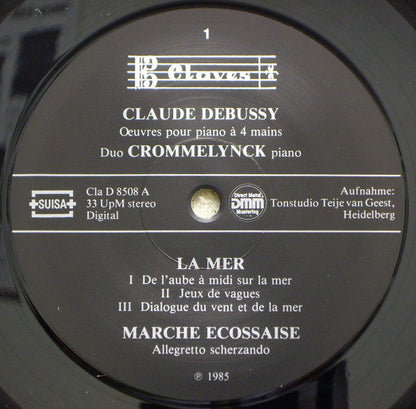 1
Claves
CLAUDE DEBUSSY
Œuvres pour piano à 4 mains
Duo CROMMELYNCK piano
Cla D 8508 A
33 UpM stereo
Digital
SUISA
Direct Metal
DMM
Mastering
Aufnahme:
Tonstudio Teije van Geest,
Heidelberg
LA MER
I De l'aube à midi sur la mer
II Jeux de vagues
III Dialogue du vent et de la mer
MARCHE ECOSSAISE
Allegretto scherzando
℗ 1985